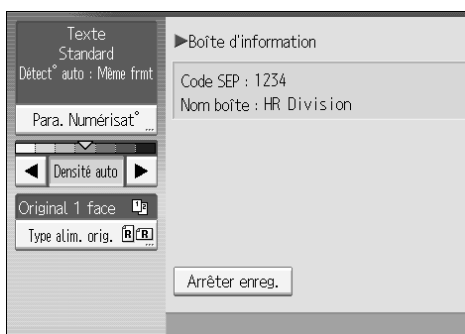 Texte
Standard
Détect° auto : Même frmt
Para. Numérisat° ...
Densité auto
Original 1 face
Type alim. orig. ...
►Boîte d'information
Code SEP : 1234
Nom boîte : HR Division
Arrêter enreg.